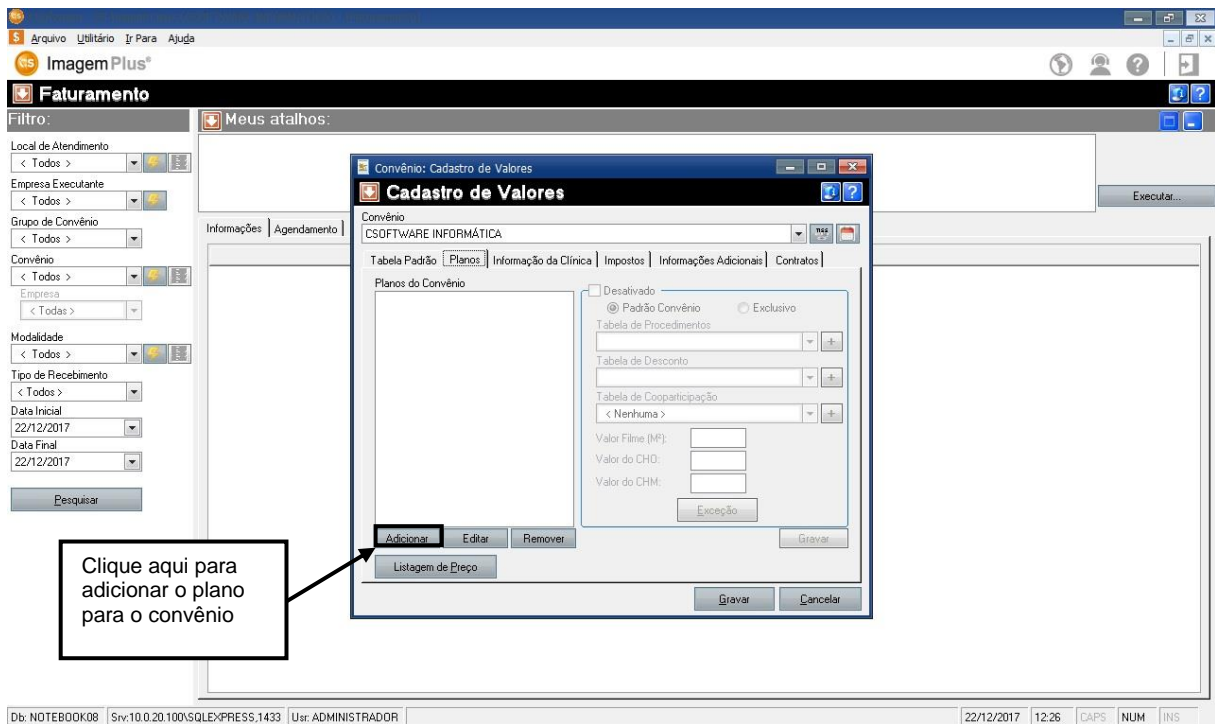 S Arquivo Utilitário Ir Para Ajuda
CS ImagemPlus®
Faturamento
Filtro:
Meus atalhos:
Local de Atendimento
< Todos >
Empresa Executante
< Todos >
Grupo de Convênio
< Todos >
Convênio
< Todos >
Empresa
< Todas >
Modalidade
< Todos >
Tipo de Recebimento
< Todos >
Data Inicial
22/12/2017
Data Final
22/12/2017
Pesquisar
Executar...
Informações Agendamento
Convênio: Cadastro de Valores
Cadastro de Valores
Convênio
CSOFTWARE INFORMÁTICA
Tabela Padrão Planos Informação da Clínica Impostos Informações Adicionais Contratos
Planos do Convênio
Desativado
Padrão Convênio Exclusivo
Tabela de Procedimentos
Tabela de Desconto
Tabela de Cooparticipação
< Nenhuma >
Valor Filme (M²):
Valor do CHO:
Valor do CHM:
Exceção
Adicionar Editar Remover Gravar
Listagem de Preço
Gravar Cancelar
Clique aqui para
adicionar o plano
para o convênio
Db: NOTEBOOK08 Srv:10.0.20.100\SQLEXPRESS,1433 Usr: ADMINISTRADOR 22/12/2017 12:26 CAPS NUM INS